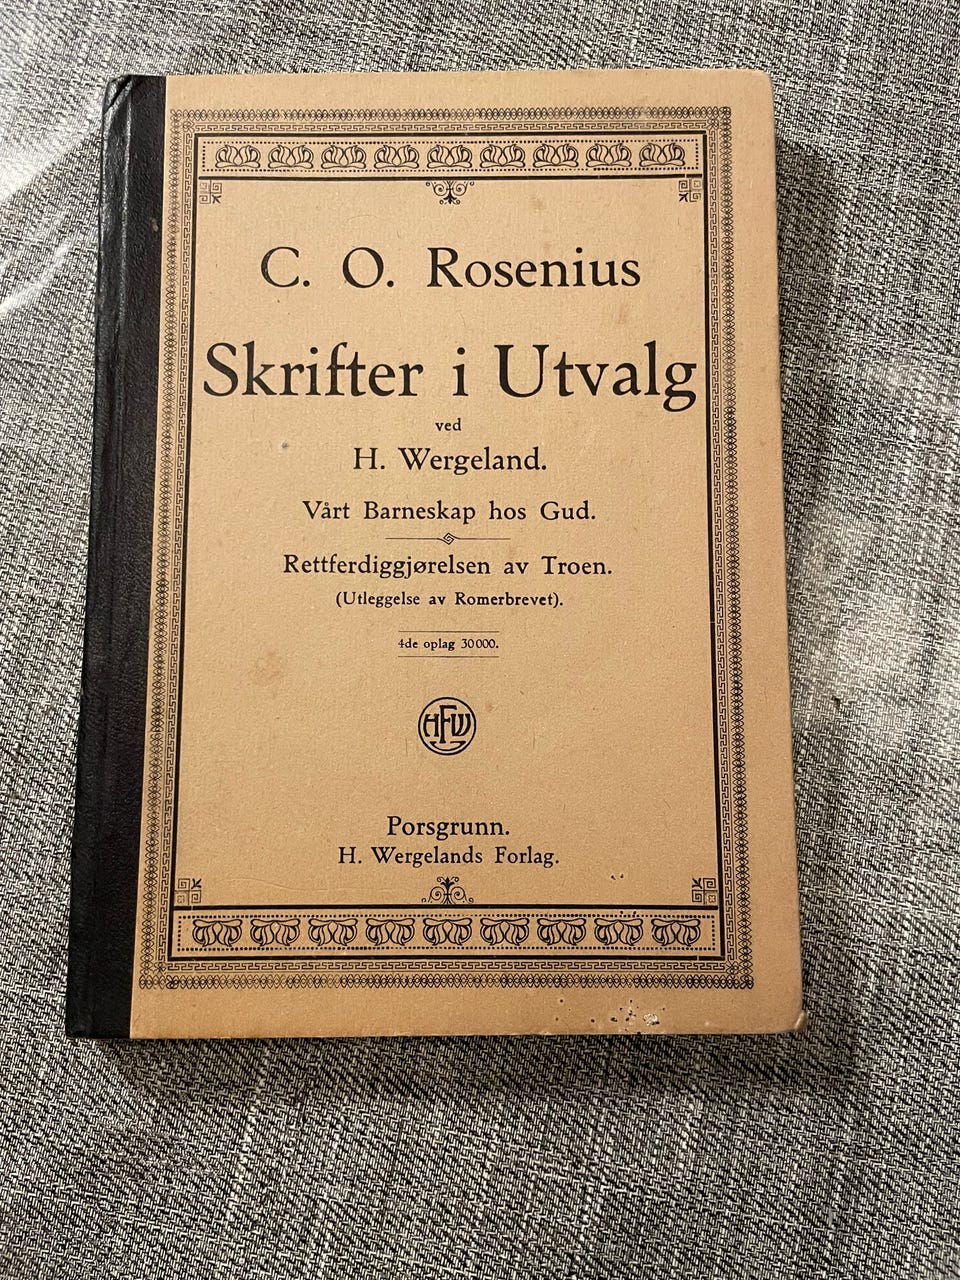 C. O. Rosenius
Skrifter i Utvalg
ved
H. Wergeland.
Vårt Barneskap hos Gud.
Rettferdiggjørelsen av Troen.
(Utleggelse av Romerbrevet).
4de oplag 30000.
HWF
Porsgrunn.
H. Wergelands Forlag.